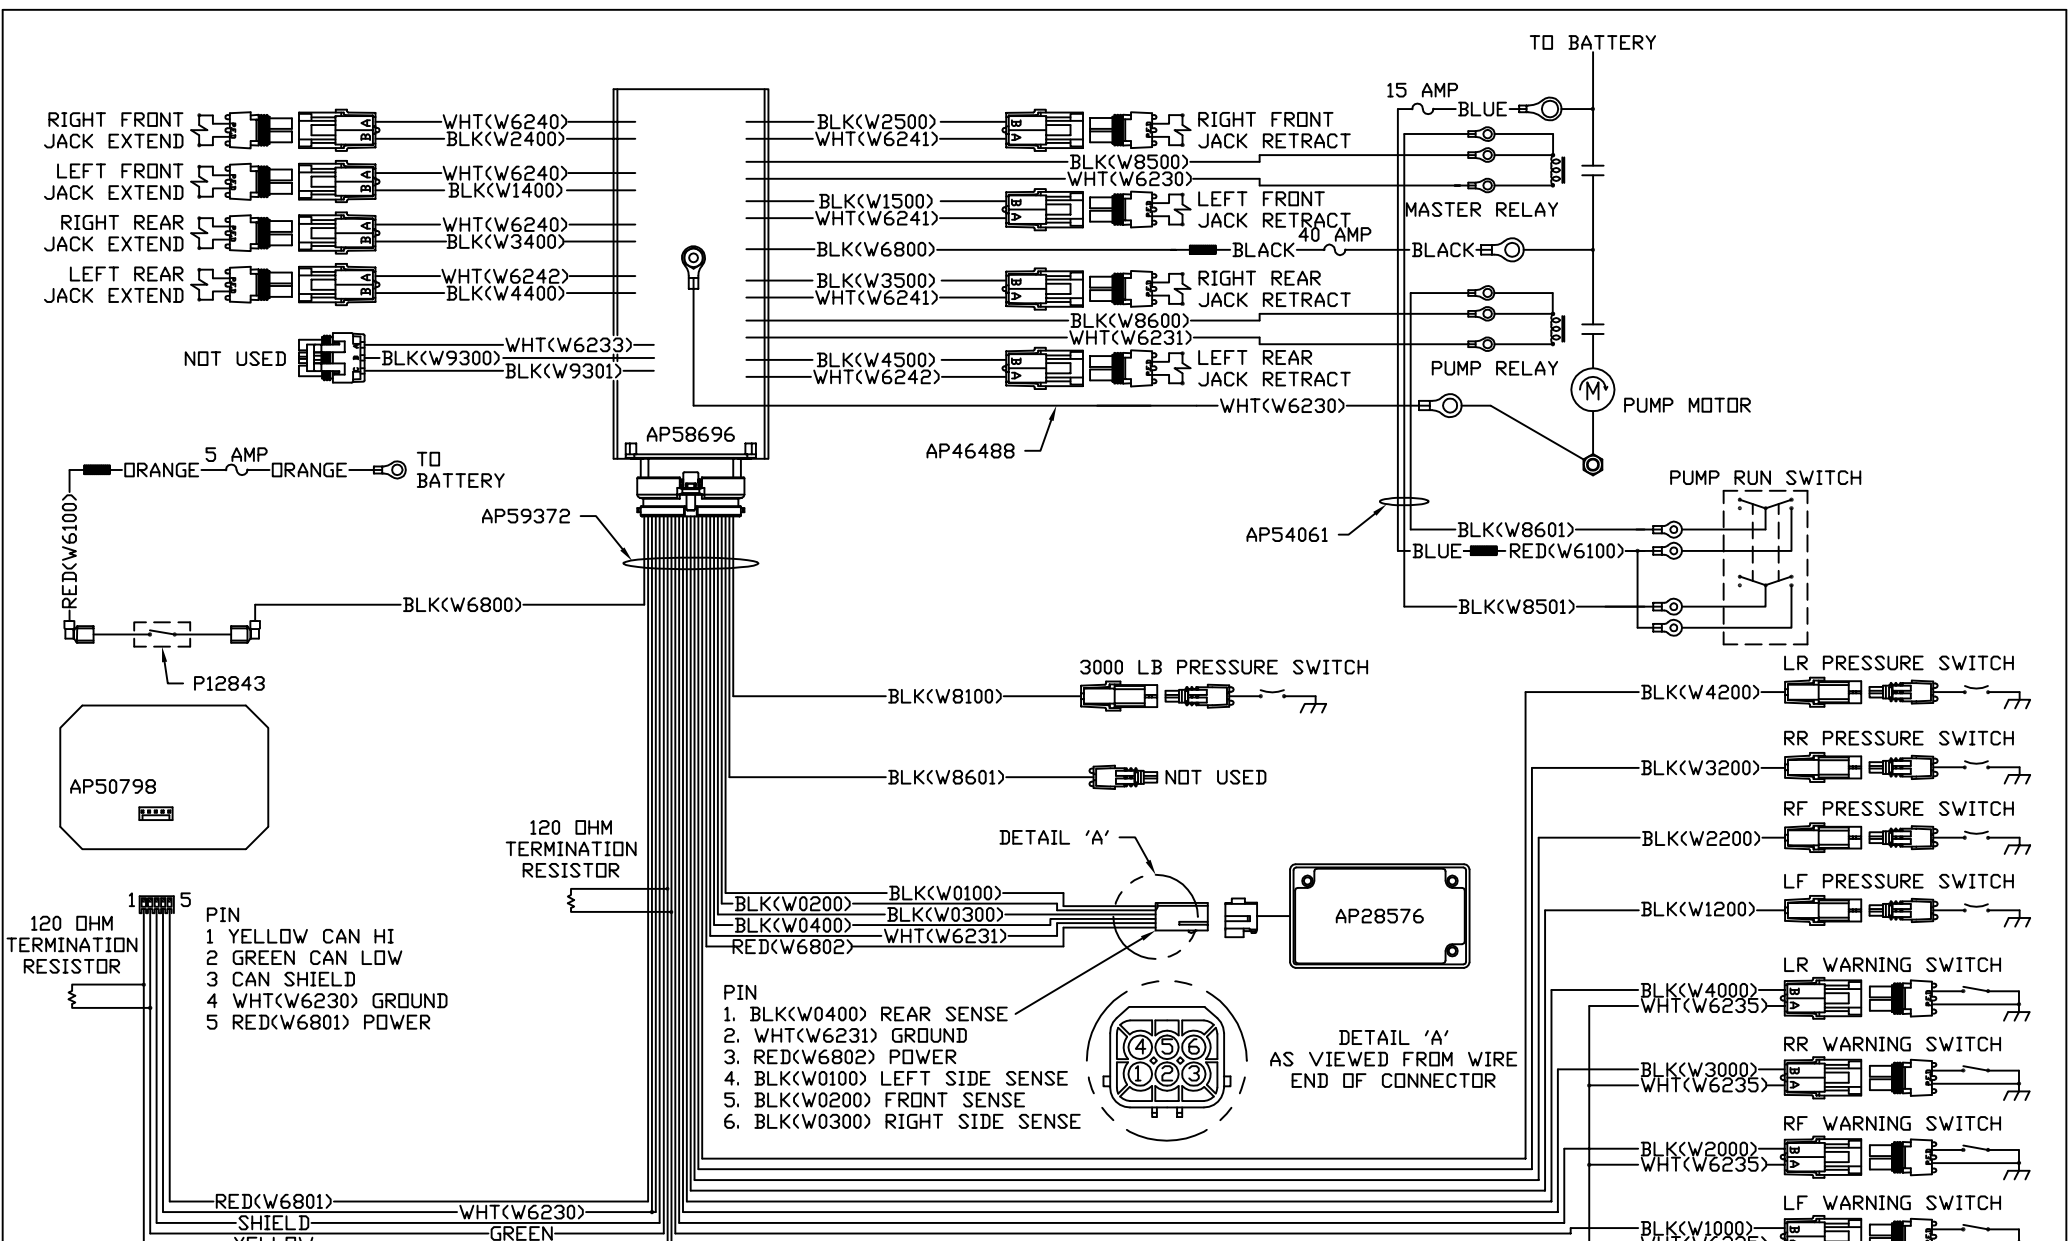 TO BATTERY
15 AMP
BLUE
RIGHT FRONT
JACK EXTEND
A
B
WHT(W6240)
BLK(W2400)
BLK(W2500)
WHT(W6241)
B
A
RIGHT FRONT
JACK RETRACT
BLK(W8500)
WHT(W6230)
MASTER RELAY
LEFT FRONT
JACK EXTEND
A
B
WHT(W6240)
BLK(W1400)
BLK(W1500)
WHT(W6241)
B
A
LEFT FRONT
JACK RETRACT
RIGHT REAR
JACK EXTEND
A
B
WHT(W6240)
BLK(W3400)
BLK(W6800)
BLACK
40 AMP
BLACK
LEFT REAR
JACK EXTEND
A
B
WHT(W6242)
BLK(W4400)
BLK(W3500)
WHT(W6241)
B
A
RIGHT REAR
JACK RETRACT
BLK(W8600)
WHT(W6231)
PUMP RELAY
NOT USED
WHT(W6233)
BLK(W9300)
BLK(W9301)
BLK(W4500)
WHT(W6242)
B
A
LEFT REAR
JACK RETRACT
M
PUMP MOTOR
WHT(W6230)
AP46488
AP58696
5 AMP
ORANGE
ORANGE
TO
BATTERY
RED(W6100)
AP59372
BLK(W6800)
P12843
PUMP RUN SWITCH
AP54061
BLK(W8601)
BLUE
RED(W6100)
BLK(W8501)
3000 LB PRESSURE SWITCH
BLK(W8100)
BLK(W8601)
NOT USED
LR PRESSURE SWITCH
BLK(W4200)
RR PRESSURE SWITCH
BLK(W3200)
RF PRESSURE SWITCH
BLK(W2200)
LF PRESSURE SWITCH
BLK(W1200)
AP50798
120 OHM
TERMINATION
RESISTOR
DETAIL 'A'
BLK(W0100)
BLK(W0200)
BLK(W0300)
BLK(W0400)
WHT(W6231)
RED(W6802)
AP28576
1
5
120 OHM
TERMINATION
RESISTOR
PIN
1 YELLOW CAN HI
2 GREEN CAN LOW
3 CAN SHIELD
4 WHT(W6230) GROUND
5 RED(W6801) POWER
PIN
1. BLK(W0400) REAR SENSE
2. WHT(W6231) GROUND
3. RED(W6802) POWER
4. BLK(W0100) LEFT SIDE SENSE
5. BLK(W0200) FRONT SENSE
6. BLK(W0300) RIGHT SIDE SENSE
4 5 6
1 2 3
DETAIL 'A'
AS VIEWED FROM WIRE
END OF CONNECTOR
LR WARNING SWITCH
BLK(W4000)
WHT(W6235)
B
A
RR WARNING SWITCH
BLK(W3000)
WHT(W6235)
B
A
RF WARNING SWITCH
BLK(W2000)
WHT(W6235)
B
A
LF WARNING SWITCH
BLK(W1000)
B
RED(W6801)
WHT(W6230)
SHIELD
GREEN
YELLOW